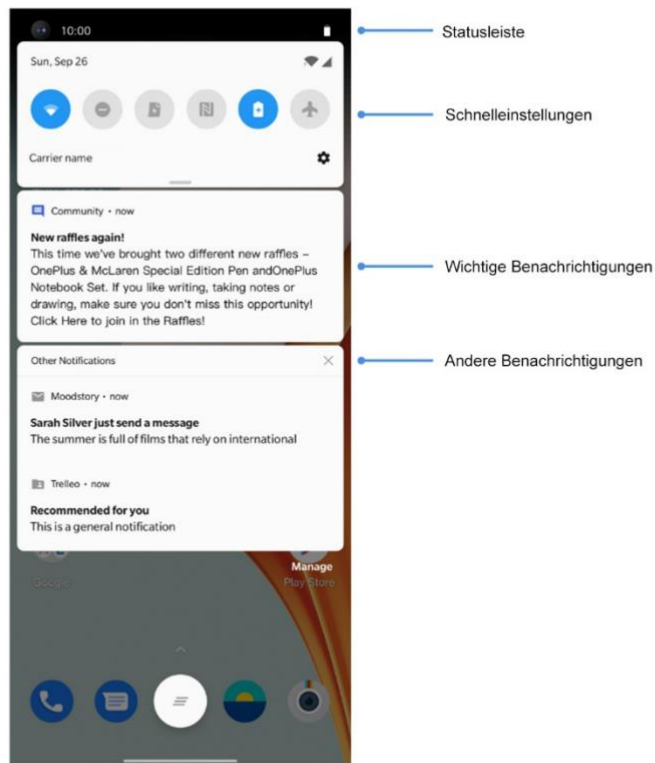 10:00
Statusleiste
Sun, Sep 26
Schnelleinstellungen
Carrier name
Community • now
New raffles again!
This time we've brought two different new raffles –
OnePlus & McLaren Special Edition Pen andOnePlus
Notebook Set. If you like writing, taking notes or
drawing, make sure you don't miss this opportunity!
Click Here to join in the Raffles!
Wichtige Benachrichtigungen
Other Notifications
Andere Benachrichtigungen
Moodstory • now
Sarah Silver just send a message
The summer is full of films that rely on international
Trelleo • now
Recommended for you
This is a general notification
Manage
Google
Play Store